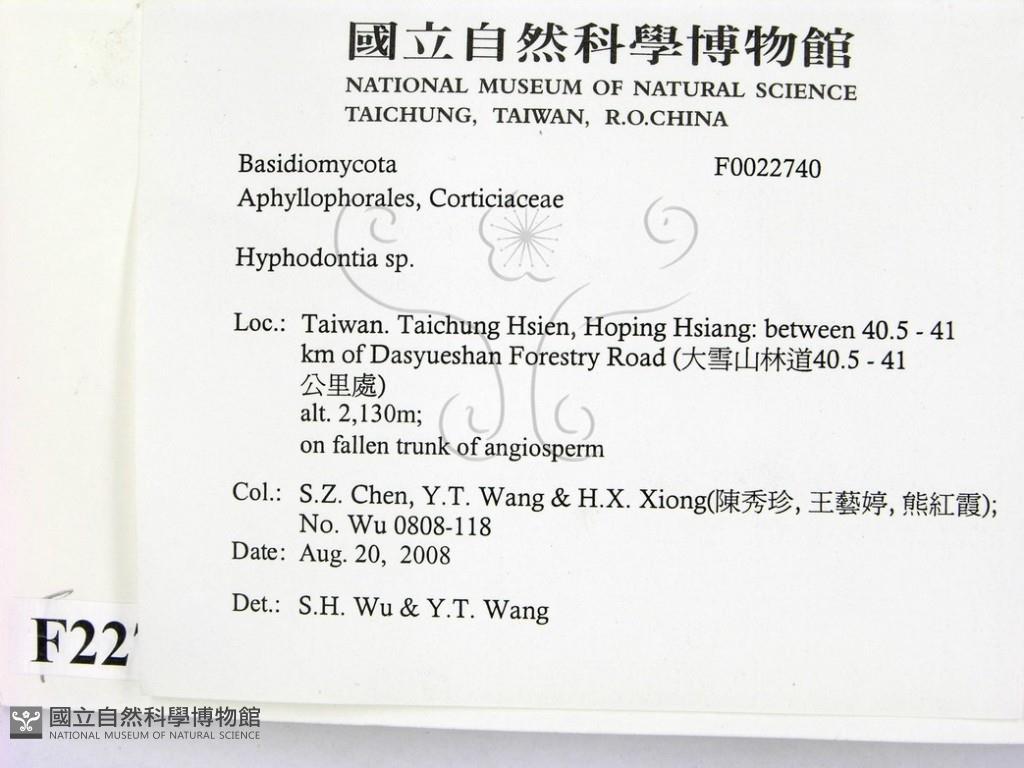 國立自然科學博物館
NATIONAL MUSEUM OF NATURAL SCIENCE
TAICHUNG, TAIWAN, R.O.CHINA
Basidiomycota F0022740
Aphyllophorales, Corticiaceae
Hyphodontia sp.
Loc.: Taiwan. Taichung Hsien, Hoping Hsiang: between 40.5 - 41
km of Dasyueshan Forestry Road (大雪山林道40.5 - 41
公里處)
alt. 2,130m;
on fallen trunk of angiosperm
Col.: S.Z. Chen, Y.T. Wang & H.X. Xiong(陳秀珍, 王藝婷, 熊紅霞);
No. Wu 0808-118
Date: Aug. 20, 2008
Det.: S.H. Wu & Y.T. Wang
F22
國立自然科學博物館
NATIONAL MUSEUM OF NATURAL SCIENCE